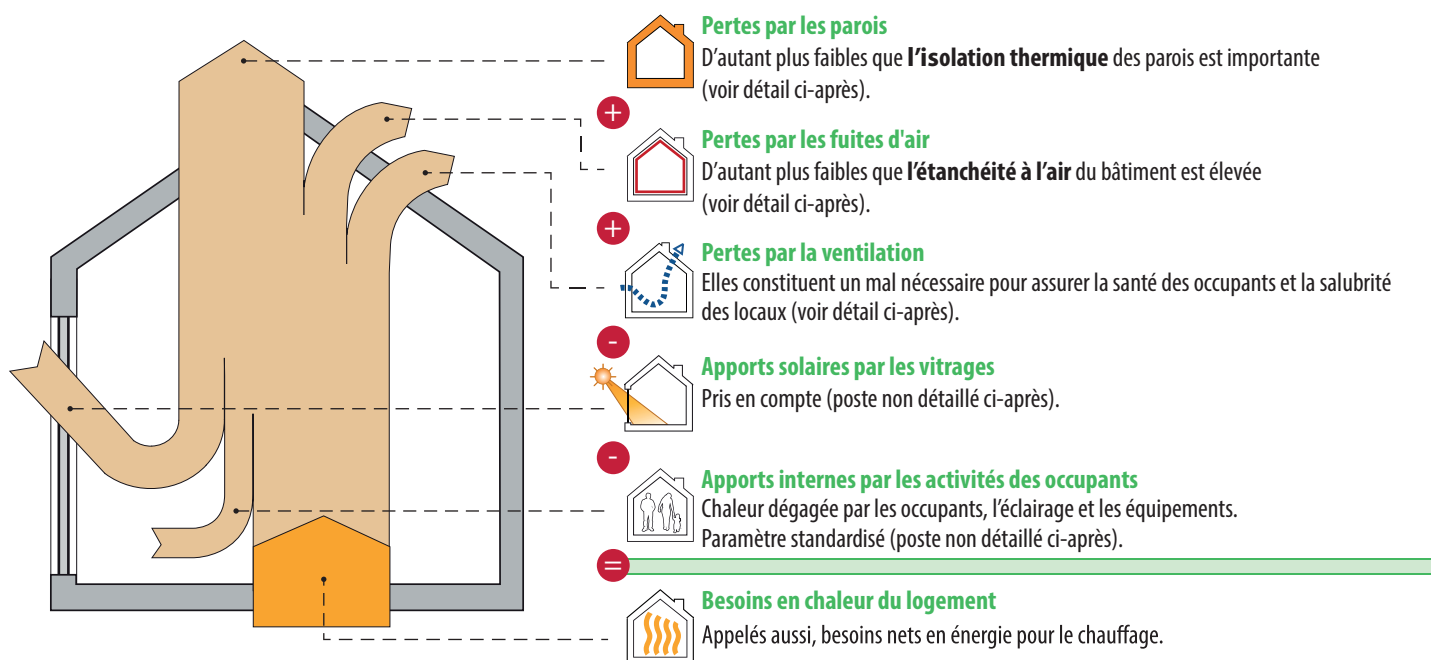 Pertes par les parois
D'autant plus faibles que l'isolation thermique des parois est importante
(voir détail ci-après).
+
Pertes par les fuites d'air
D'autant plus faibles que l'étanchéité à l'air du bâtiment est élevée
(voir détail ci-après).
+
Pertes par la ventilation
Elles constituent un mal nécessaire pour assurer la santé des occupants et la salubrité
des locaux (voir détail ci-après).
-
Apports solaires par les vitrages
Pris en compte (poste non détaillé ci-après).
-
Apports internes par les activités des occupants
Chaleur dégagée par les occupants, l'éclairage et les équipements.
Paramètre standardisé (poste non détaillé ci-après).
=
Besoins en chaleur du logement
Appelés aussi, besoins nets en énergie pour le chauffage.